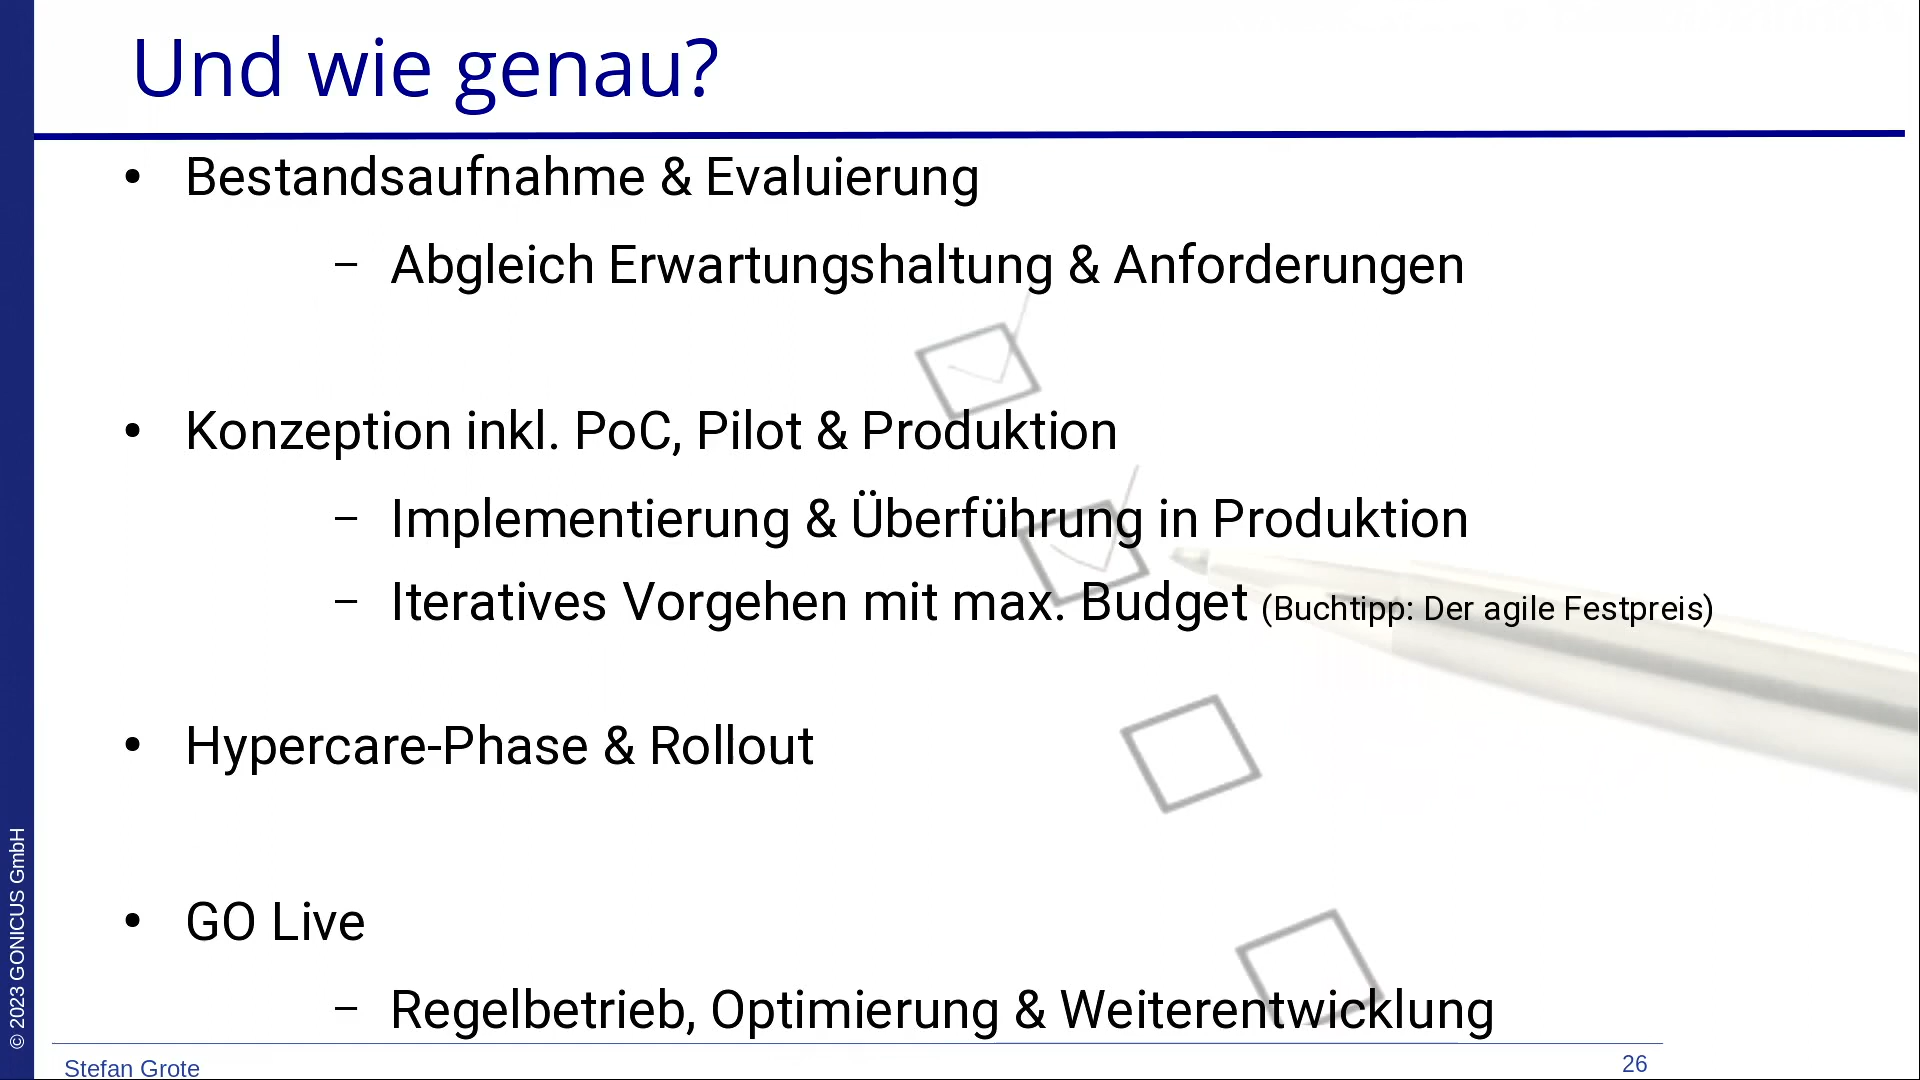 Und wie genau?
• Bestandsaufnahme & Evaluierung
– Abgleich Erwartungshaltung & Anforderungen
• Konzeption inkl. PoC, Pilot & Produktion
– Implementierung & Überführung in Produktion
– Iteratives Vorgehen mit max. Budget (Buchtipp: Der agile Festpreis)
• Hypercare-Phase & Rollout
• GO Live
– Regelbetrieb, Optimierung & Weiterentwicklung
© 2023 GONICUS GmbH
Stefan Grote
26